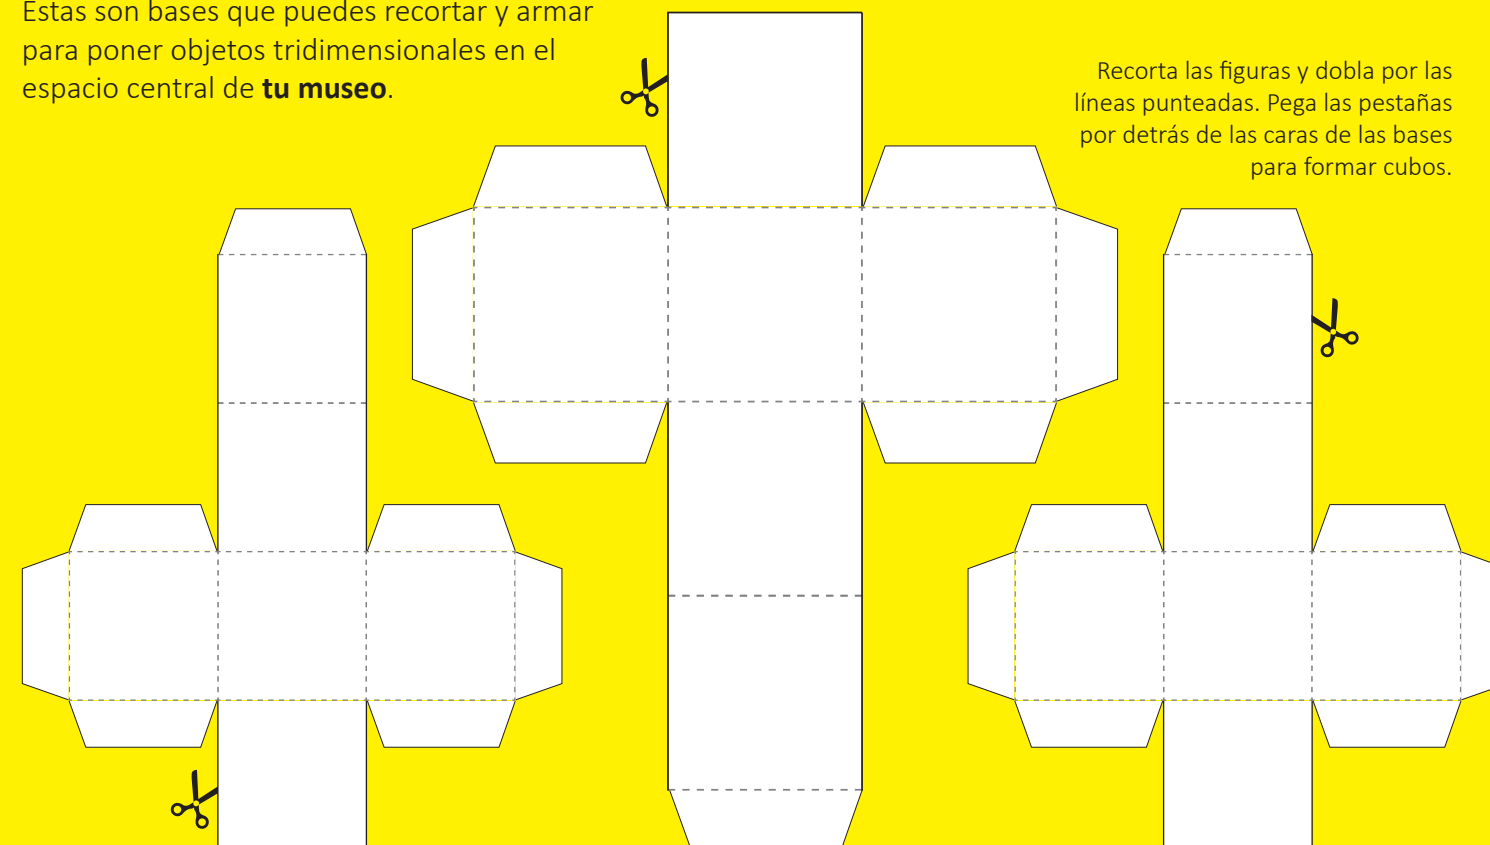 Estas son bases que puedes recortar y armar
para poner objetos tridimensionales en el
espacio central de tu museo.
Recorta las figuras y dobla por las
líneas punteadas. Pega las pestañas
por detrás de las caras de las bases
para formar cubos.